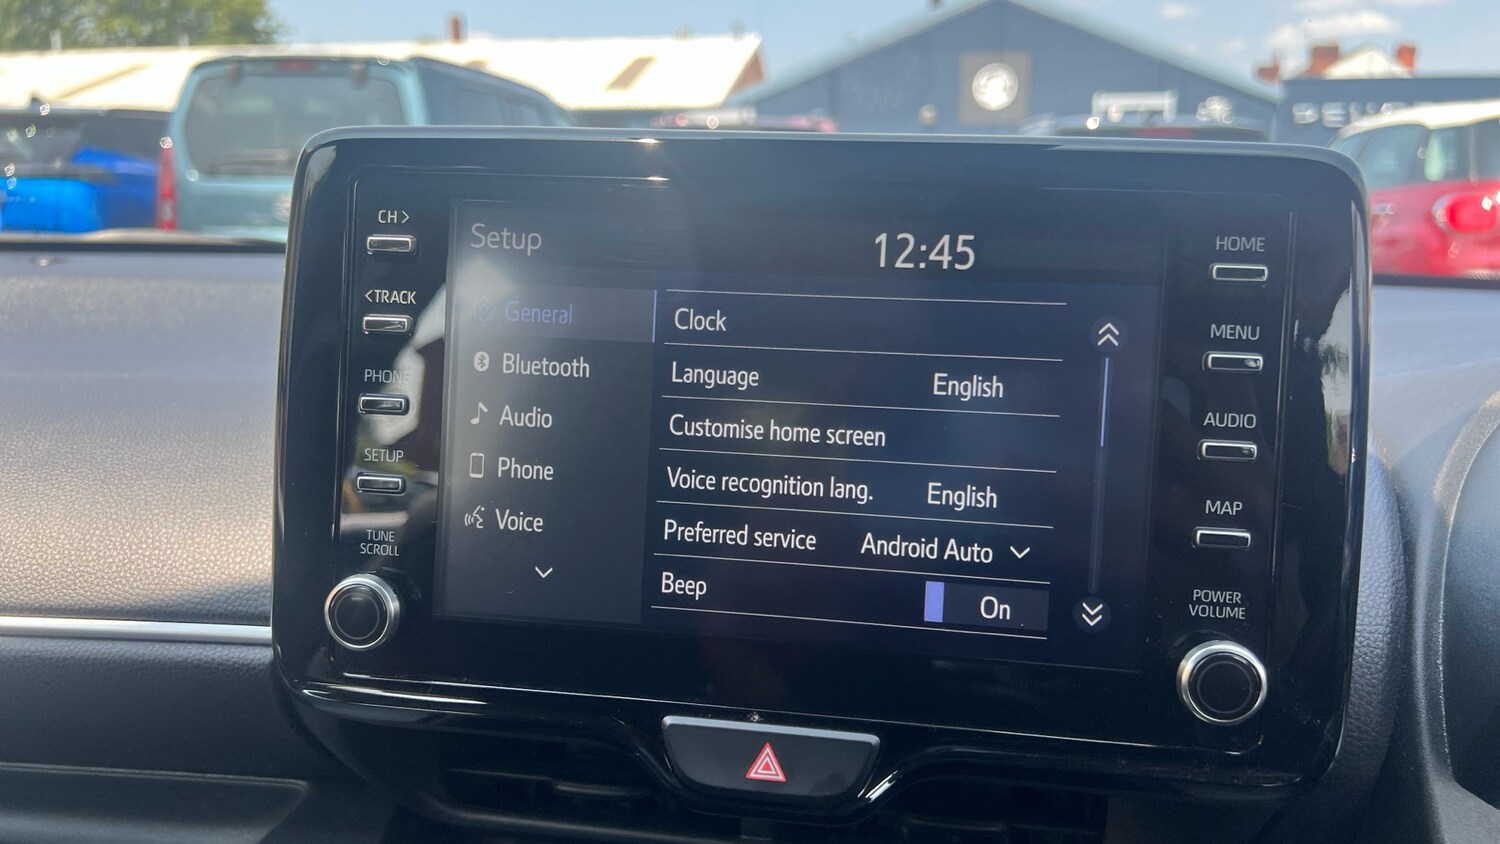 CH >
< TRACK
PHONE
SETUP
TUNE
SCROLL
Setup
12:45
General
Bluetooth
Audio
Phone
Voice
Clock
Language English
Customise home screen
Voice recognition lang. English
Preferred service Android Auto
Beep On
HOME
MENU
AUDIO
MAP
POWER
VOLUME